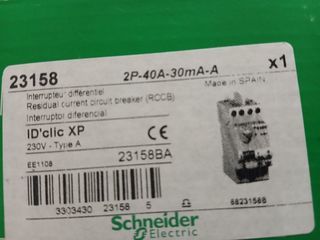 23158 2P-40A-30mA-A x1
Interrupteur différentiel Made in SPAIN
Residual current circuit breaker (RCCB)
Interruptor diferencial
ID'clic XP CE
230V - Type A
EE1108 23158BA
3303430 23158 5
Schneider
Electric